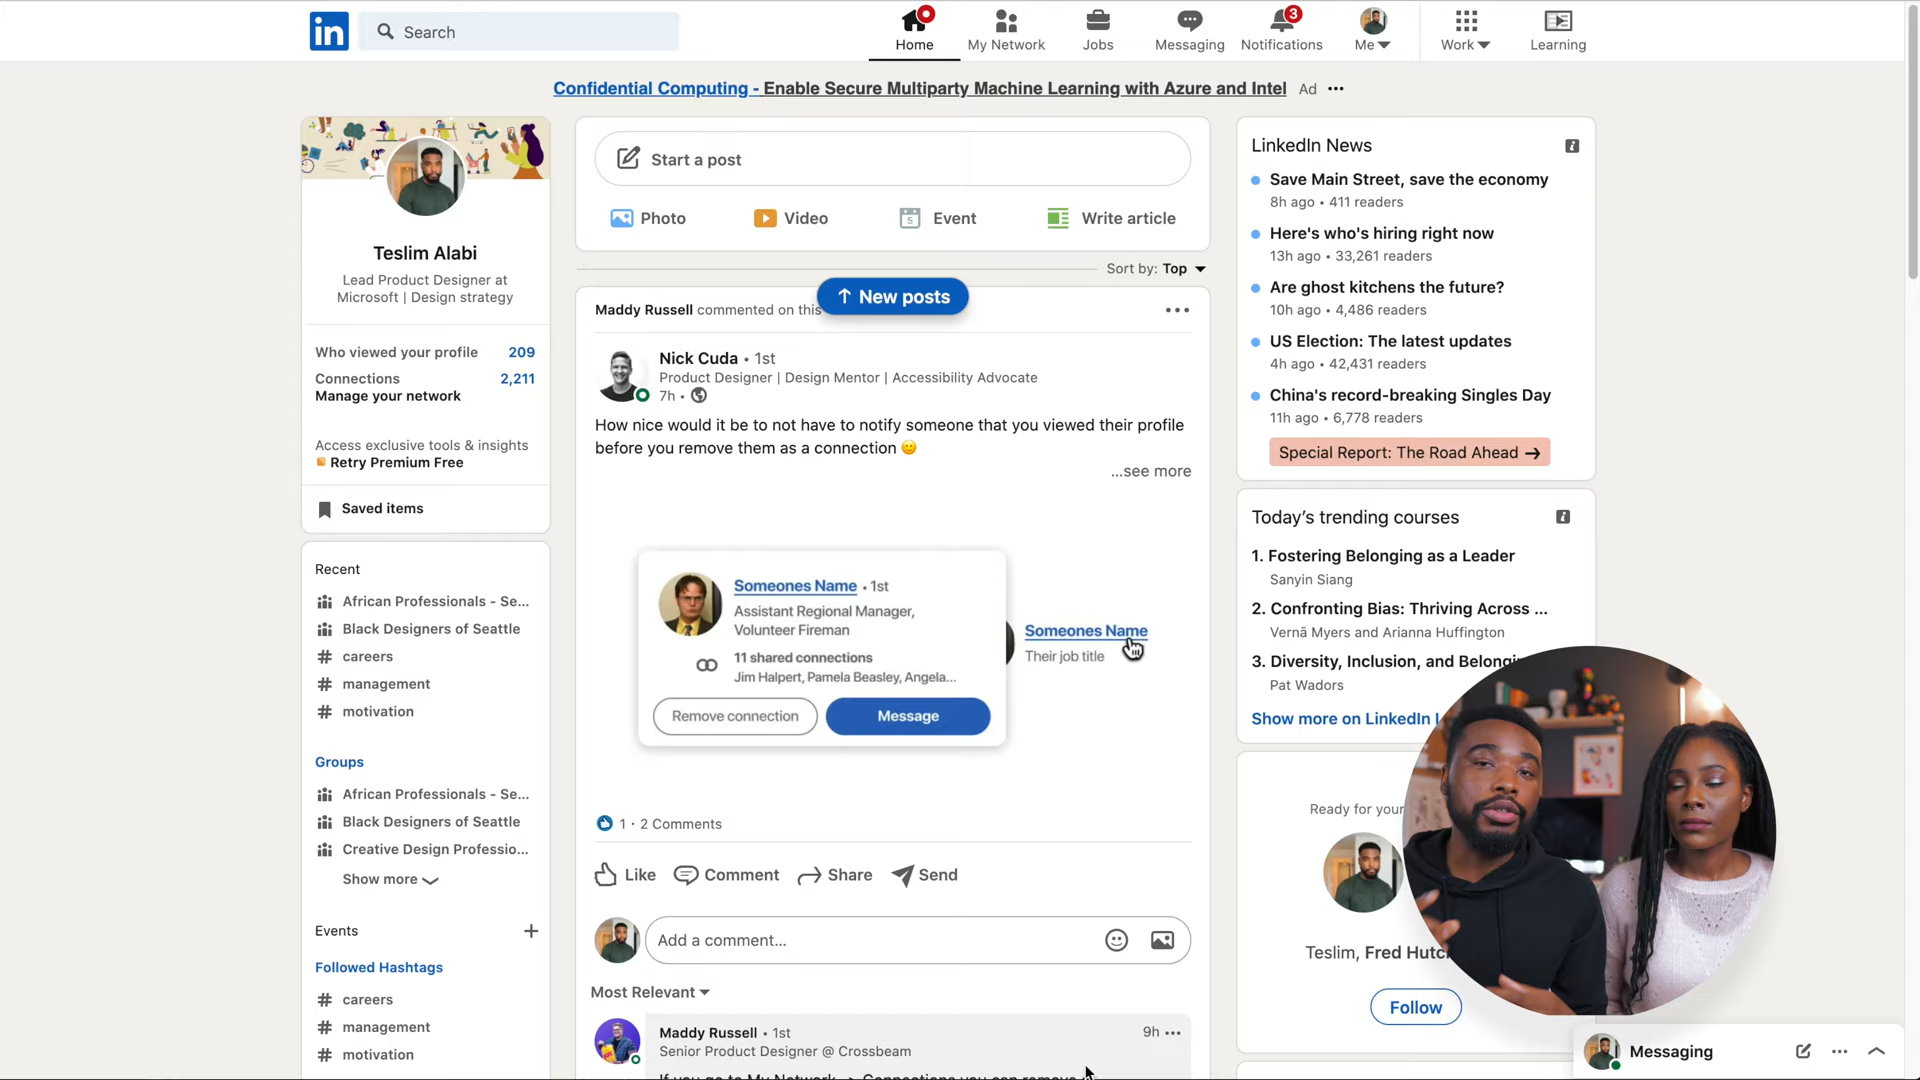 in
Search
Home
My Network
Jobs
Messaging
3
Notifications
Me
Work
Learning
Confidential Computing - Enable Secure Multiparty Machine Learning with Azure and Intel Ad
Teslim Alabi
Lead Product Designer at
Microsoft | Design strategy
Who viewed your profile 209
Connections 2,211
Manage your network
Access exclusive tools & insights
Retry Premium Free
Saved items
Recent
African Professionals - Se...
Black Designers of Seattle
# careers
# management
# motivation
Groups
African Professionals - Se...
Black Designers of Seattle
Creative Design Professio...
Show more
Events +
Followed Hashtags
# careers
# management
# motivation
Start a post
Photo
Video
5
Event
Write article
Sort by: Top
↑ New posts
Maddy Russell commented on this
Nick Cuda • 1st
Product Designer | Design Mentor | Accessibility Advocate
7h •
How nice would it be to not have to notify someone that you viewed their profile
before you remove them as a connection 🙂
...see more
Someones Name • 1st
Assistant Regional Manager,
Volunteer Fireman
11 shared connections
Jim Halpert, Pamela Beasley, Angela...
Remove connection
Message
Someones Name
Their job title
1 • 2 Comments
Like
Comment
Share
Send
Add a comment...
Most Relevant
Maddy Russell • 1st 9h
Senior Product Designer @ Crossbeam
If you go to My Network -> Connections you can remove
LinkedIn News
Save Main Street, save the economy
8h ago • 411 readers
Here's who's hiring right now
13h ago • 33,261 readers
Are ghost kitchens the future?
10h ago • 4,486 readers
US Election: The latest updates
4h ago • 42,431 readers
China's record-breaking Singles Day
11h ago • 6,778 readers
Special Report: The Road Ahead →
Today's trending courses
1. Fostering Belonging as a Leader
Sanyin Siang
2. Confronting Bias: Thriving Across ...
Vernā Myers and Arianna Huffington
3. Diversity, Inclusion, and Belongi
Pat Wadors
Show more on LinkedIn
Ready for your
Teslim, Fred Hutc
Follow
Messaging